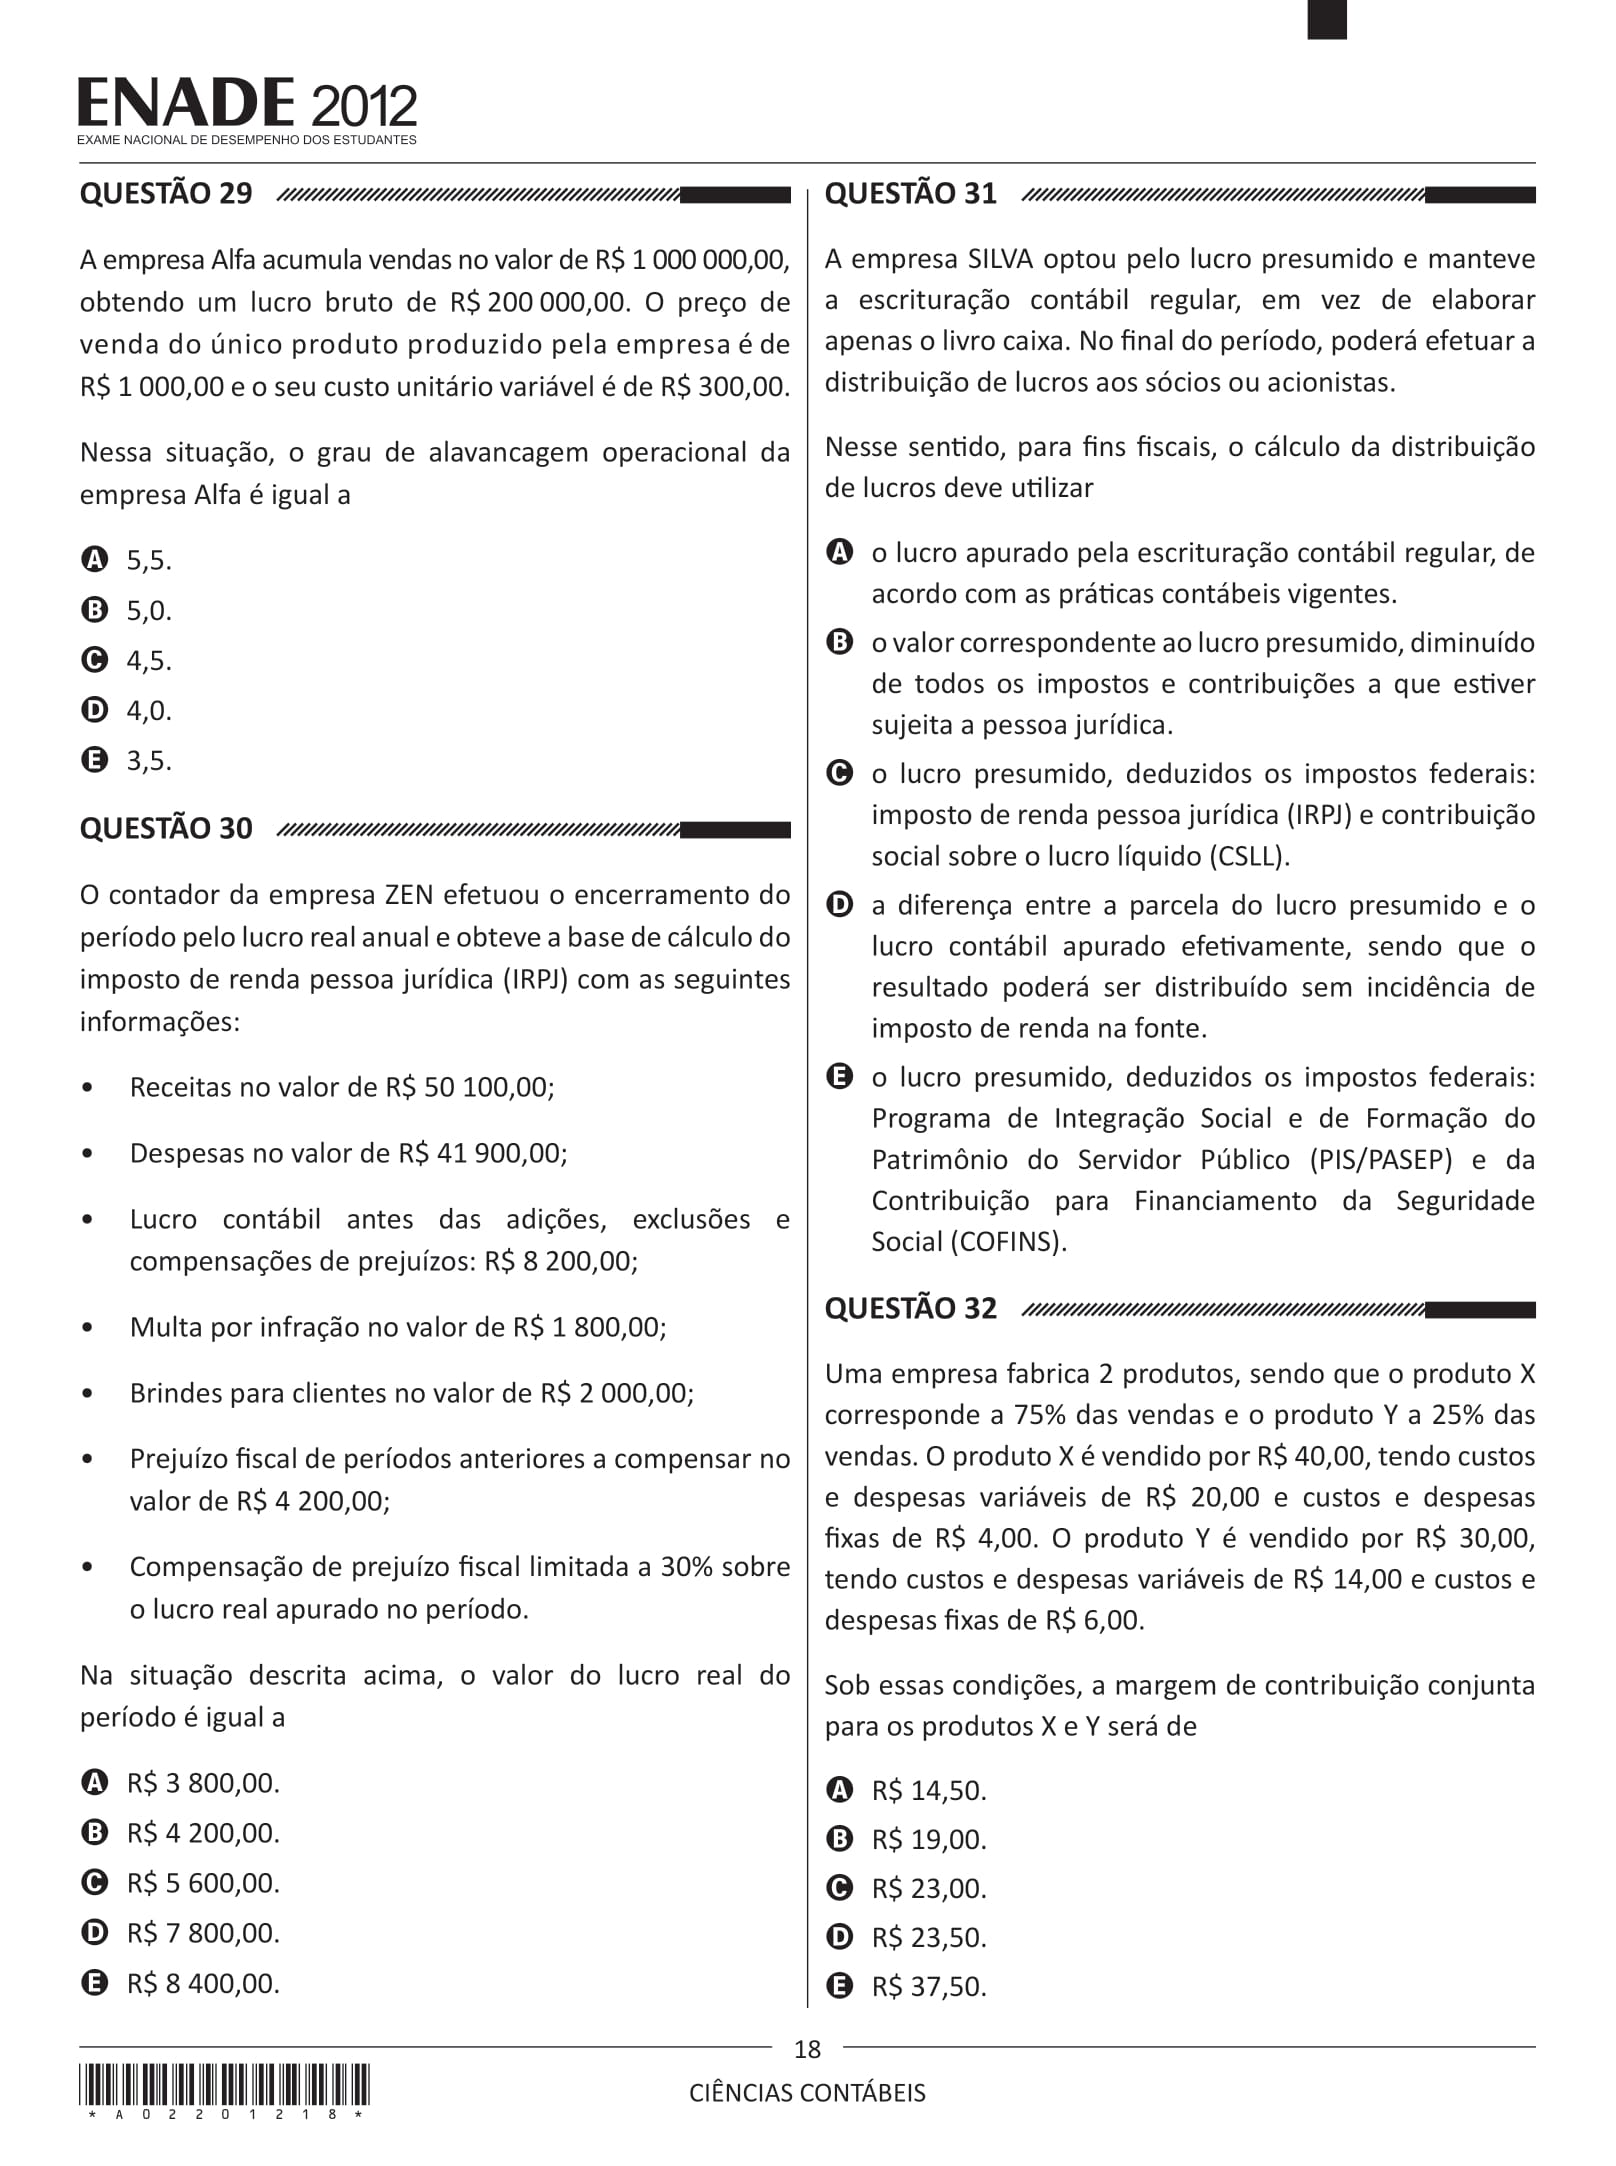 ENADE 2012
EXAME NACIONAL DE DESEMPENHO DOS ESTUDANTES
QUESTÃO 29
A empresa Alfa acumula vendas no valor de R$ 1 000 000,00,
obtendo um lucro bruto de R$ 200 000,00. O preço de
venda do único produto produzido pela empresa é de
R$ 1 000,00 e o seu custo unitário variável é de R$ 300,00.
Nessa situação, o grau de alavancagem operacional da
empresa Alfa é igual a
A 5,5.
B 5,0.
C 4,5.
D 4,0.
E 3,5.
QUESTÃO 30
O contador da empresa ZEN efetuou o encerramento do
período pelo lucro real anual e obteve a base de cálculo do
imposto de renda pessoa jurídica (IRPJ) com as seguintes
informações:
• Receitas no valor de R$ 50 100,00;
• Despesas no valor de R$ 41 900,00;
• Lucro contábil antes das adições, exclusões e
compensações de prejuízos: R$ 8 200,00;
• Multa por infração no valor de R$ 1 800,00;
• Brindes para clientes no valor de R$ 2 000,00;
• Prejuízo fiscal de períodos anteriores a compensar no
valor de R$ 4 200,00;
• Compensação de prejuízo fiscal limitada a 30% sobre
o lucro real apurado no período.
Na situação descrita acima, o valor do lucro real do
período é igual a
A R$ 3 800,00.
B R$ 4 200,00.
C R$ 5 600,00.
D R$ 7 800,00.
E R$ 8 400,00.
QUESTÃO 31
A empresa SILVA optou pelo lucro presumido e manteve
a escrituração contábil regular, em vez de elaborar
apenas o livro caixa. No final do período, poderá efetuar a
distribuição de lucros aos sócios ou acionistas.
Nesse sentido, para fins fiscais, o cálculo da distribuição
de lucros deve utilizar
A o lucro apurado pela escrituração contábil regular, de
acordo com as práticas contábeis vigentes.
B o valor correspondente ao lucro presumido, diminuído
de todos os impostos e contribuições a que estiver
sujeita a pessoa jurídica.
C o lucro presumido, deduzidos os impostos federais:
imposto de renda pessoa jurídica (IRPJ) e contribuição
social sobre o lucro líquido (CSLL).
D a diferença entre a parcela do lucro presumido e o
lucro contábil apurado efetivamente, sendo que o
resultado poderá ser distribuído sem incidência de
imposto de renda na fonte.
E o lucro presumido, deduzidos os impostos federais:
Programa de Integração Social e de Formação do
Patrimônio do Servidor Público (PIS/PASEP) e da
Contribuição para Financiamento da Seguridade
Social (COFINS).
QUESTÃO 32
Uma empresa fabrica 2 produtos, sendo que o produto X
corresponde a 75% das vendas e o produto Y a 25% das
vendas. O produto X é vendido por R$ 40,00, tendo custos
e despesas variáveis de R$ 20,00 e custos e despesas
fixas de R$ 4,00. O produto Y é vendido por R$ 30,00,
tendo custos e despesas variáveis de R$ 14,00 e custos e
despesas fixas de R$ 6,00.
Sob essas condições, a margem de contribuição conjunta
para os produtos X e Y será de
A R$ 14,50.
B R$ 19,00.
C R$ 23,00.
D R$ 23,50.
E R$ 37,50.
18
CIÊNCIAS CONTÁBEIS
* A 0 2 2 0 1 2 1 8 *